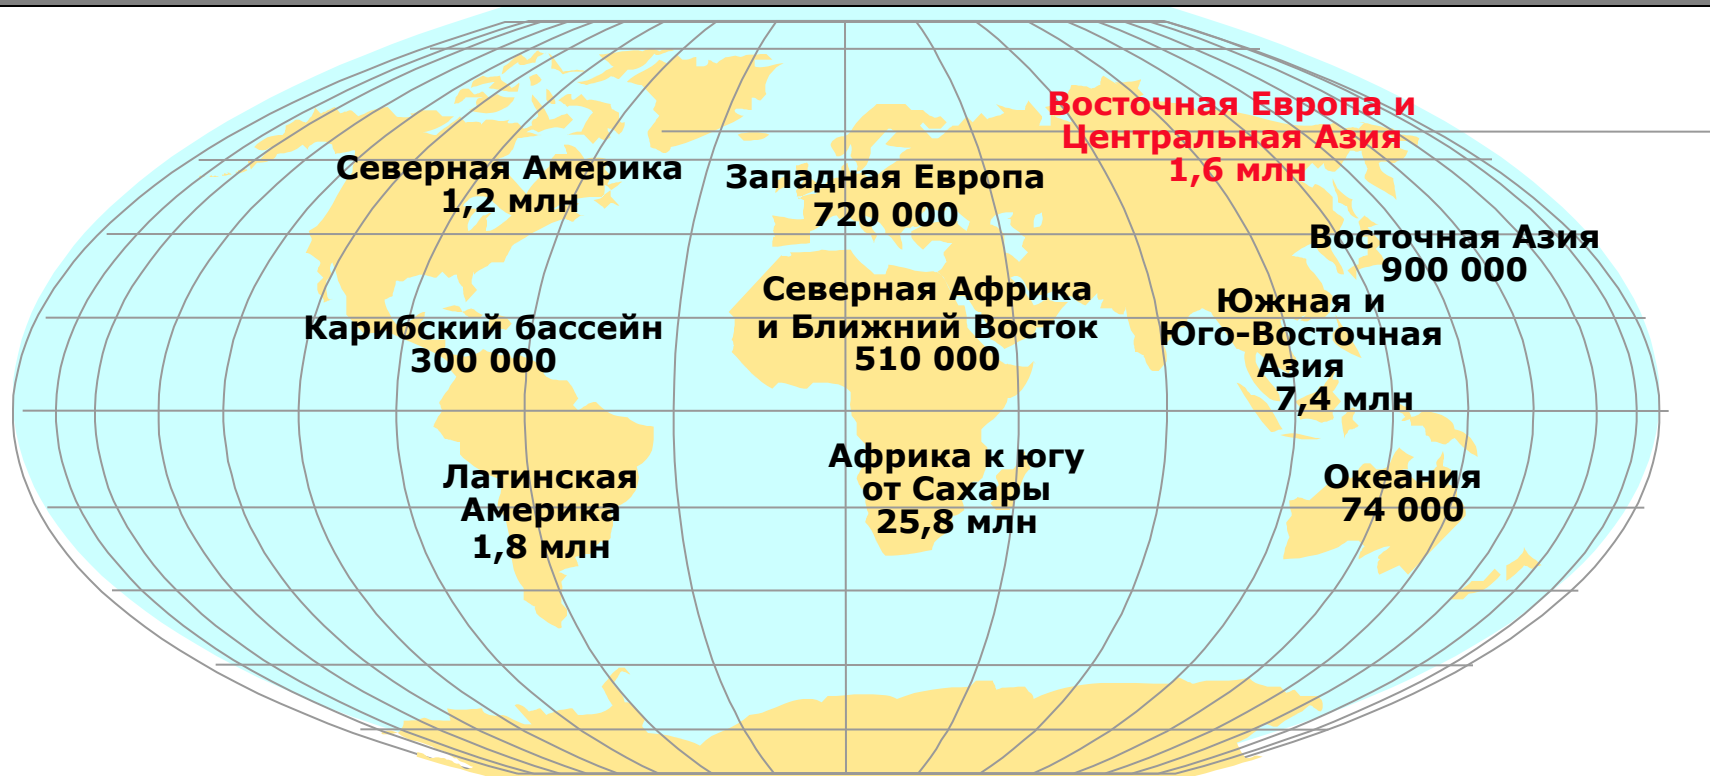 Восточная Европа и
Центральная Азия
1,6 млн
Северная Америка
1,2 млн
Западная Европа
720 000
Восточная Азия
900 000
Северная Африка
и Ближний Восток
510 000
Южная и
Юго-Восточная
Азия
7,4 млн
Карибский бассейн
300 000
Африка к югу
от Сахары
25,8 млн
Латинская
Америка
1,8 млн
Океания
74 000